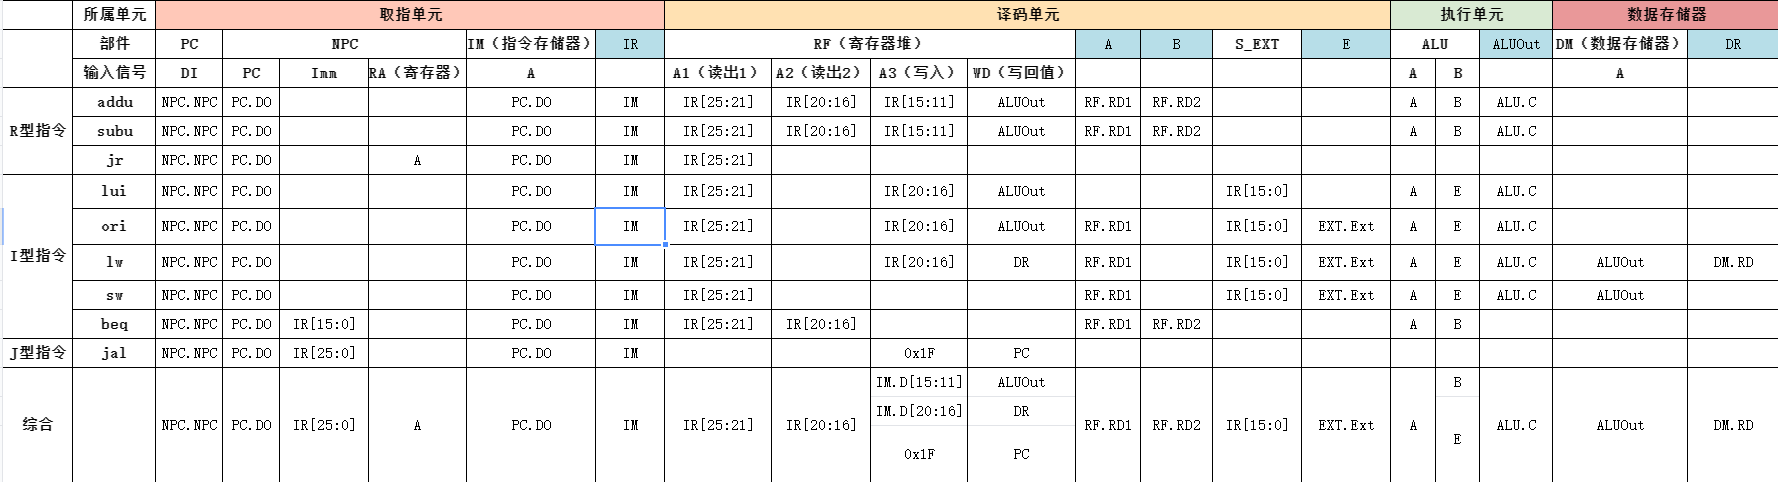 所属单元 取指单元 译码单元 执行单元 数据存储器
部件 PC NPC IM（指令存储器） IR RF（寄存器堆） A B S_EXT E ALU ALUOut DM（数据存储器） DR
输入信号 DI PC Imm RA（寄存器） A A1（读出1） A2（读出2） A3（写入） WD（写回值） A B A
R型指令
addu NPC.NPC PC.DO PC.DO IM IR[25:21] IR[20:16] IR[15:11] ALUOut RF.RD1 RF.RD2 A B ALU.C
subu NPC.NPC PC.DO PC.DO IM IR[25:21] IR[20:16] IR[15:11] ALUOut RF.RD1 RF.RD2 A B ALU.C
jr NPC.NPC PC.DO A PC.DO IM IR[25:21]
I型指令
lui NPC.NPC PC.DO PC.DO IM IR[25:21] IR[20:16] ALUOut IR[15:0] A E ALU.C
ori NPC.NPC PC.DO PC.DO IM IR[25:21] IR[20:16] ALUOut RF.RD1 IR[15:0] EXT.Ext A E ALU.C
lw NPC.NPC PC.DO PC.DO IM IR[25:21] IR[20:16] DR RF.RD1 IR[15:0] EXT.Ext A E ALU.C ALUOut DM.RD
sw NPC.NPC PC.DO PC.DO IM IR[25:21] RF.RD1 IR[15:0] EXT.Ext A E ALU.C ALUOut
beq NPC.NPC PC.DO IR[15:0] PC.DO IM IR[25:21] IR[20:16] RF.RD1 RF.RD2 A B
J型指令 jal NPC.NPC PC.DO IR[25:0] PC.DO IM 0x1F PC
IM.D[15:11] ALUOut B
IM.D[20:16] DR
综合 NPC.NPC PC.DO IR[25:0] A PC.DO IM IR[25:21] IR[20:16] RF.RD1 RF.RD2 IR[15:0] EXT.Ext A ALU.C ALUOut DM.RD
0x1F PC E